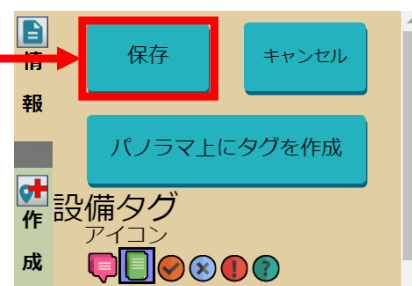 情報
保存
キャンセル
パノラマ上にタグを作成
作成
設備タグ
アイコン